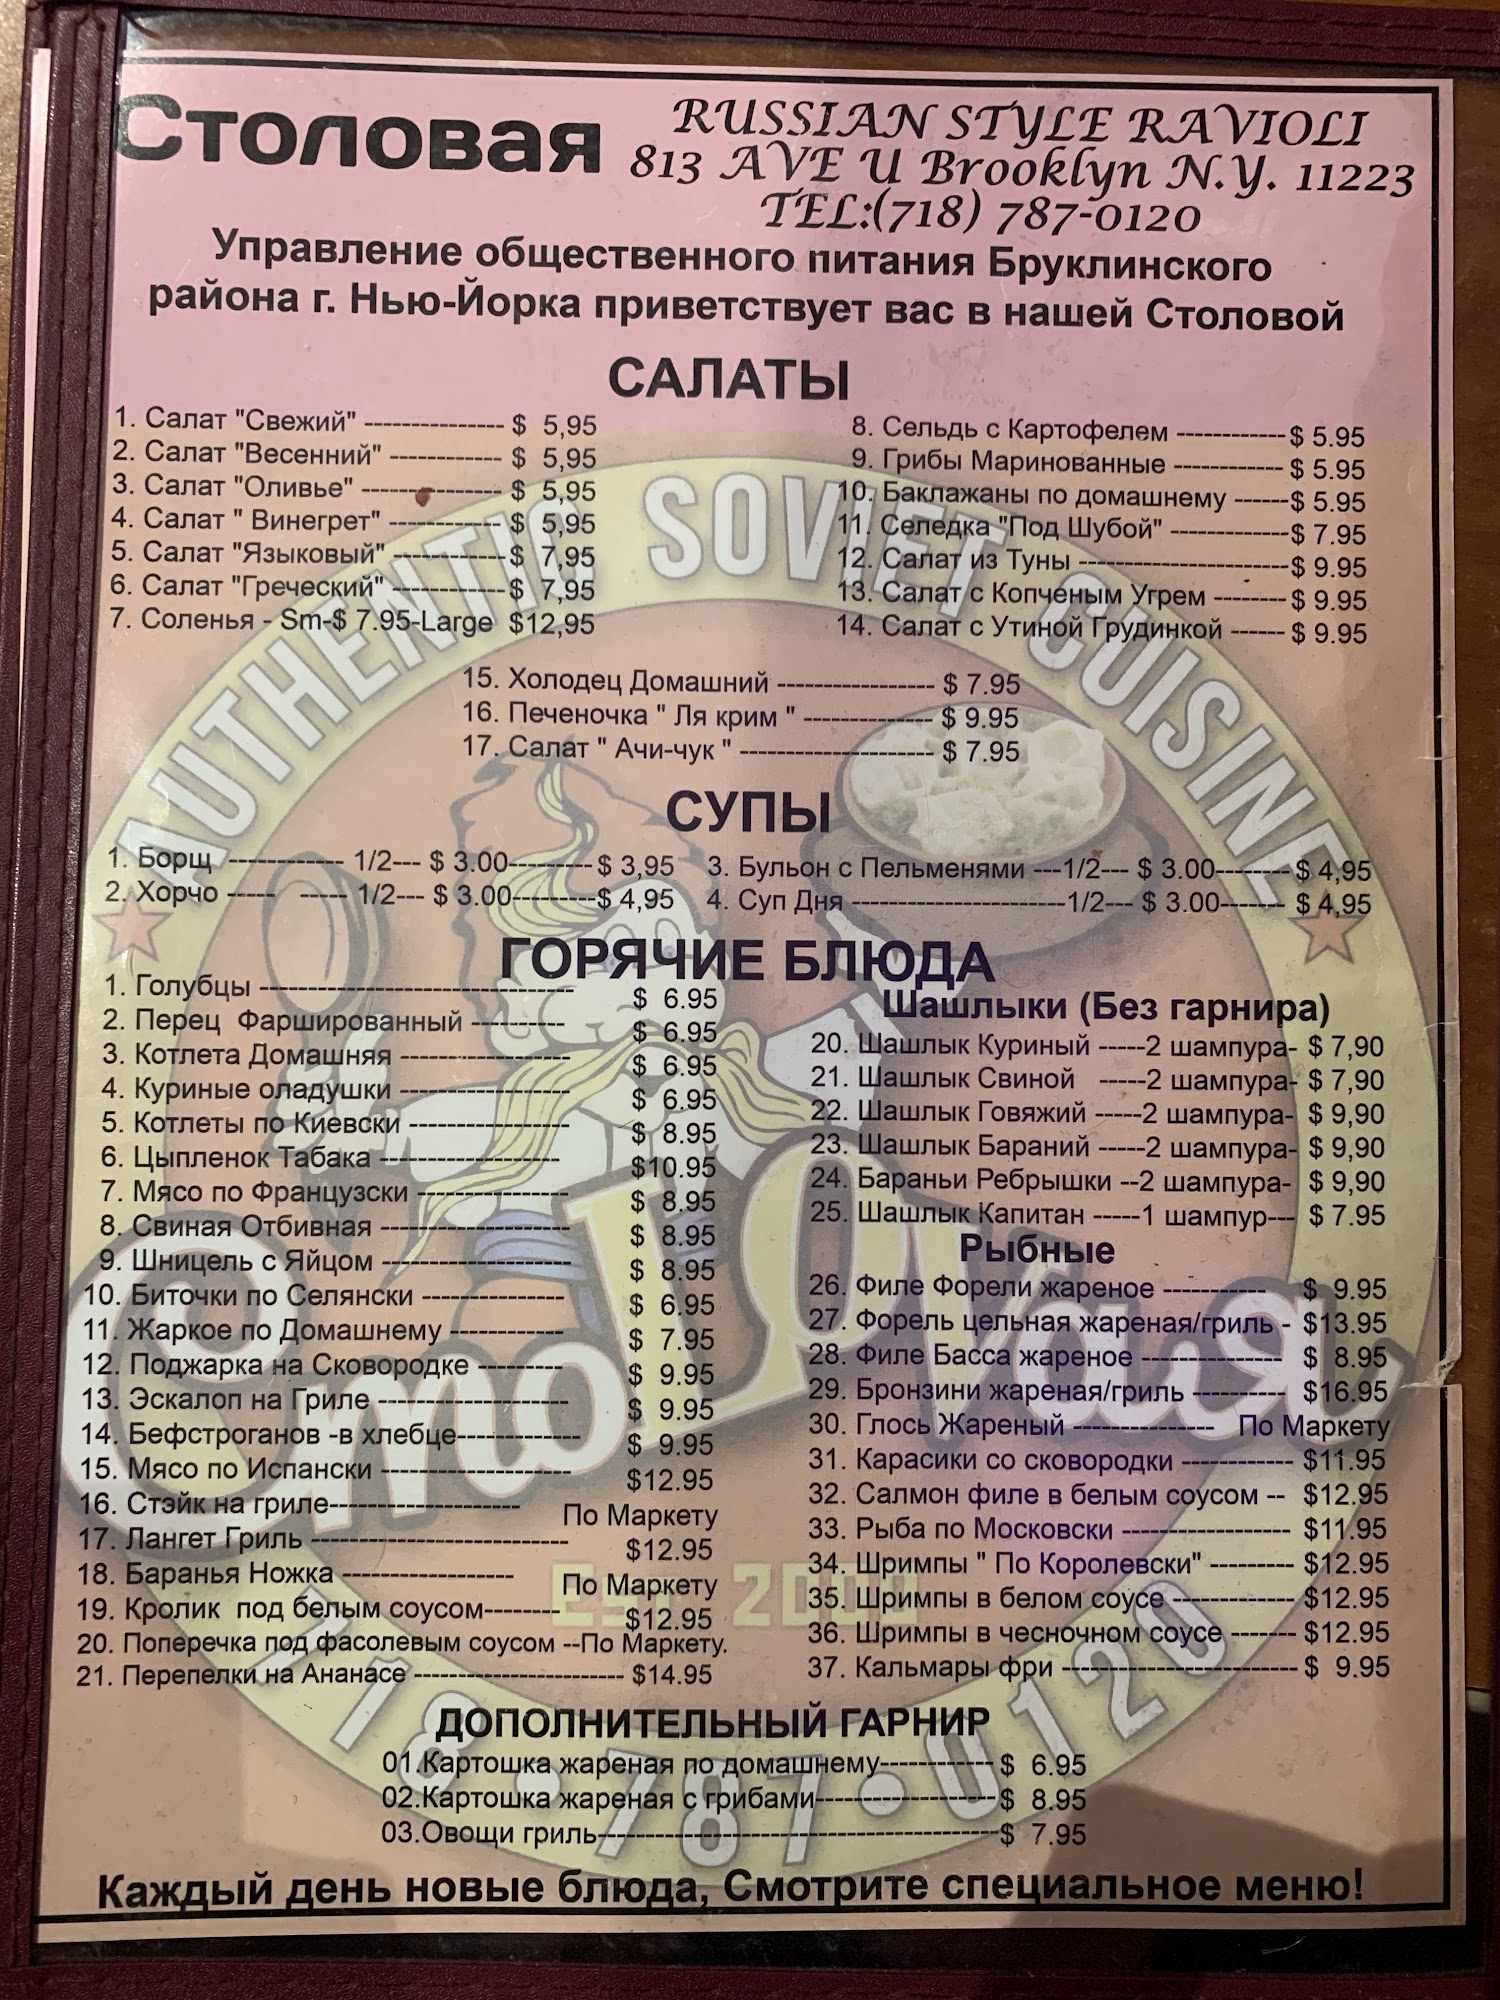 Столовая
RUSSIAN STYLE RAVIOLI
813 AVE U Brooklyn N.Y. 11223
TEL:(718) 787-0120
Управление общественного питания Бруклинского
района г. Нью-Йорка приветствует вас в нашей Столовой
САЛАТЫ
1. Салат "Свежий" --------------- $ 5,95
2. Салат "Весенний" ------------ $ 5,95
3. Салат "Оливье" --------------- $ 5,95
4. Салат " Винегрет" ------------ $ 5,95
5. Салат "Языковый" ------------$ 7,95
6. Салат "Греческий" ------------$ 7,95
7. Соленья - Sm-$ 7.95-Large $12,95
8. Сельдь с Картофелем ------------$ 5.95
9. Грибы Маринованные ------------ $ 5.95
10. Баклажаны по домашнему ------$ 5.95
11. Селедка "Под Шубой" -------------$ 7.95
12. Салат из Туны -----------------------$ 9.95
13. Салат с Копченым Угрем --------$ 9.95
14. Салат с Утиной Грудинкой ------ $ 9.95
15. Холодец Домашний ----------------- $ 7.95
16. Печеночка " Ля крим " -------------- $ 9.95
17. Салат " Ачи-чук " --------------------- $ 7.95
СУПЫ
1. Борщ ------------ 1/2--- $ 3.00---------$ 3,95
2. Хорчо ----- ----- 1/2--- $ 3.00---------$ 4,95
3. Бульон с Пельменями ---1/2--- $ 3.00--------$ 4,95
4. Суп Дня -----------------------1/2--- $ 3.00------- $ 4,95
ГОРЯЧИЕ БЛЮДА
1. Голубцы ---------------------------------- $ 6.95
2. Перец Фаршированный ---------- $ 6.95
3. Котлета Домашняя ------------------ $ 6.95
4. Куриные оладушки ------------------- $ 6.95
5. Котлеты по Киевски ----------------- $ 8.95
6. Цыпленок Табака ------------------- $10.95
7. Мясо по Французски ---------------- $ 8.95
8. Свиная Отбивная -------------------- $ 8.95
9. Шницель с Яйцом -------------------- $ 8.95
10. Биточки по Селянски --------------- $ 6.95
11. Жаркое по Домашнему ------------ $ 7.95
12. Поджарка на Сковородке --------- $ 9.95
13. Эскалоп на Гриле -------------------- $ 9.95
14. Бефстроганов -в хлебце------------- $ 9.95
15. Мясо по Испански -------------------- $12.95
16. Стэйк на гриле--------------------- По Маркету
17. Лангет Гриль --------------------------- $12.95
18. Баранья Ножка ------------------ По Маркету
19. Кролик под белым соусом-------- $12.95
20. Поперечка под фасолевым соусом --По Маркету.
21. Перепелки на Ананасе ----------------------- $14.95
Шашлыки (Без гарнира)
20. Шашлык Куриный -----2 шампура- $ 7,90
21. Шашлык Свиной -----2 шампура- $ 7,90
22. Шашлык Говяжий -----2 шампура- $ 9,90
23. Шашлык Бараний -----2 шампура- $ 9,90
24. Бараньи Ребрышки --2 шампура- $ 9,90
25. Шашлык Капитан -----1 шампур--- $ 7.95
Рыбные
26. Филе Форели жареное ----------- $ 9.95
27. Форель цельная жареная/гриль - $13.95
28. Филе Басса жареное --------------- $ 8.95
29. Бронзини жареная/гриль ---------- $16.95
30. Глось Жареный --------------- По Маркету
31. Карасики со сковородки ------------ $11.95
32. Салмон филе в белым соусом -- $12.95
33. Рыба по Московски ------------------ $11.95
34. Шримпы " По Королевски" --------- $12.95
35. Шримпы в белом соусе ------------- $12.95
36. Шримпы в чесночном соусе ------- $12.95
37. Кальмары фри ------------------------- $ 9.95
ДОПОЛНИТЕЛЬНЫЙ ГАРНИР
01.Картошка жареная по домашнему------------ $ 6.95
02.Картошка жареная с грибами-------------------$ 8.95
03.Овощи гриль-------------------------------------------$ 7.95
Каждый день новые блюда, Смотрите специальное меню!
AUTHENTIC SOVIET CUISINE
СтоLOVая
EST 2000
718 • 787 • 0120